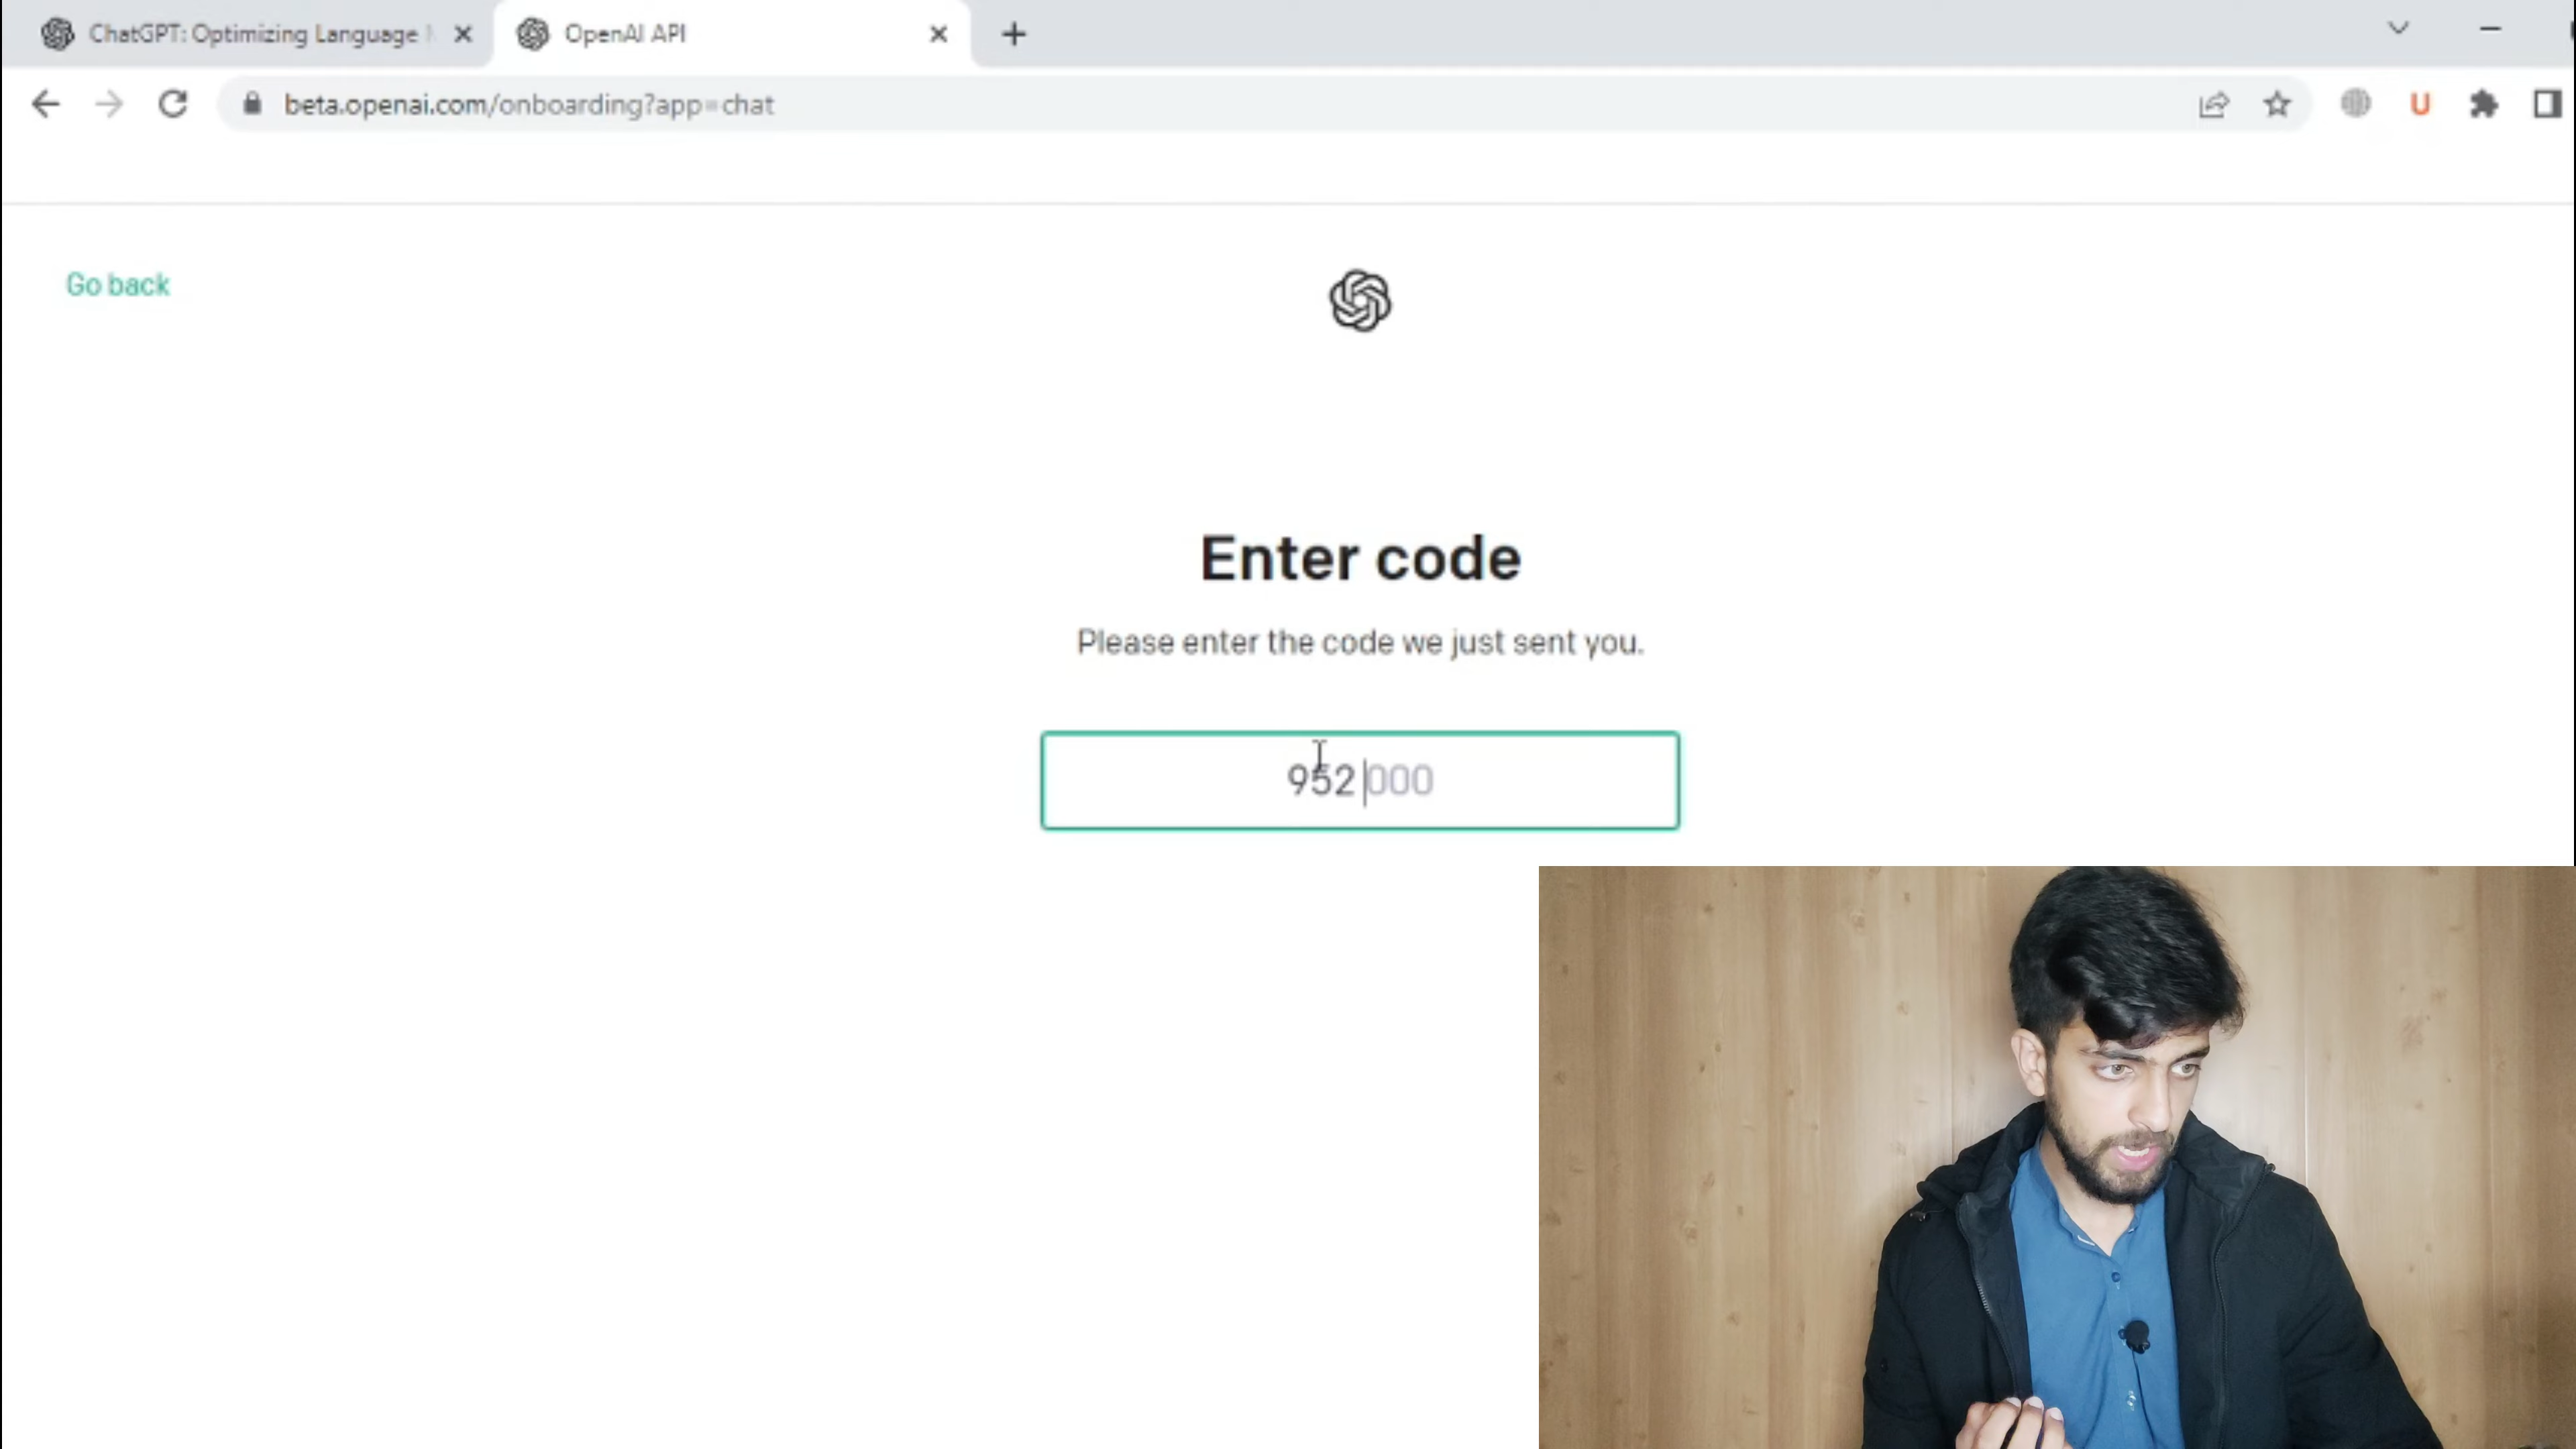 ChatGPT: Optimizing Language
OpenAI API
beta.openai.com/onboarding?app=chat
U
Go back
Enter code
Please enter the code we just sent you.
952 000